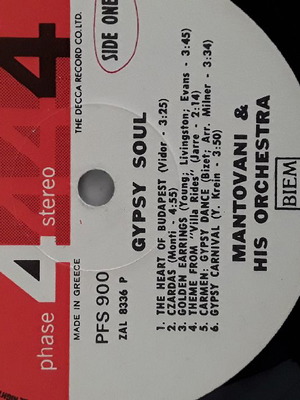 phase 4 stereo
THE DECCA RECORD CO. LTD.
SIDE ONE
MADE IN GREECE
PFS 900
ZAL 8336 P
GYPSY SOUL
1. THE HEART OF BUDAPEST (Vidor - 3:25)
2. CZARDAS (Monti - 4:55)
3. GOLDEN EARRINGS (Young; Livingston; Evans - 3:45)
4. THEME FROM "Villa Rides" (Jarre - 2:14)
5. CARMEN: GYPSY DANCE (Bizet; Arr. Milner - 3:34)
6. GYPSY CARNIVAL (Y. Krein - 3:50)
MANTOVANI &
HIS ORCHESTRA
BIEM